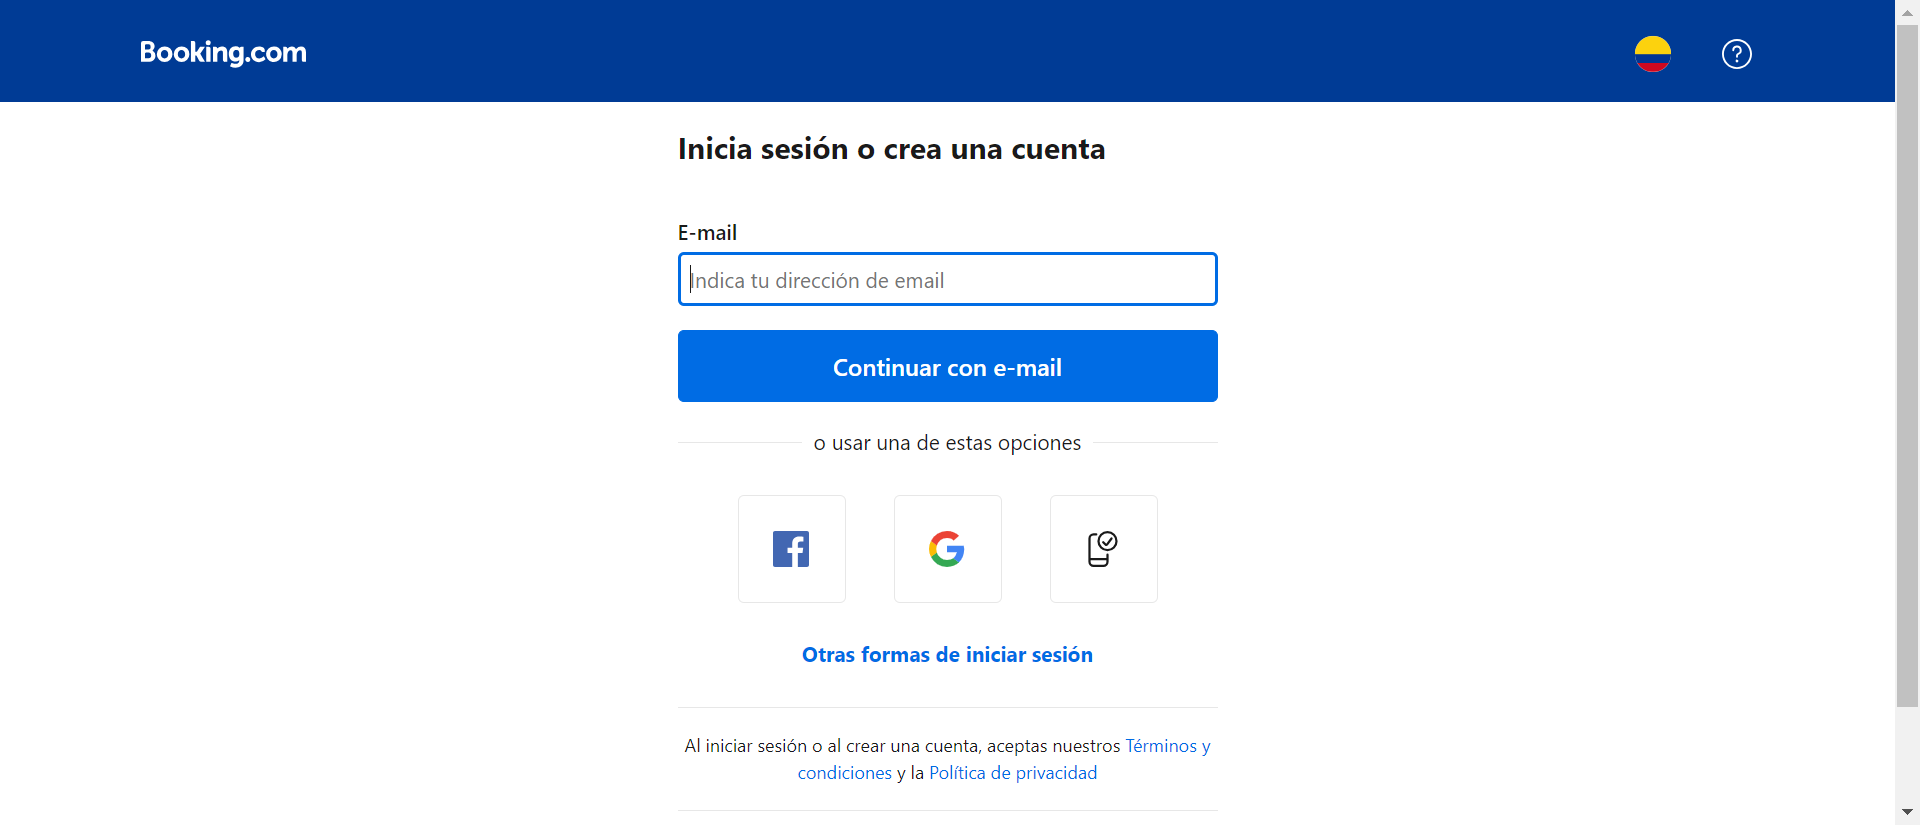 Booking.com
Inicia sesión o crea una cuenta
E-mail
Indica tu dirección de email
Continuar con e-mail
o usar una de estas opciones
Otras formas de iniciar sesión
Al iniciar sesión o al crear una cuenta, aceptas nuestros Términos y
condiciones y la Política de privacidad